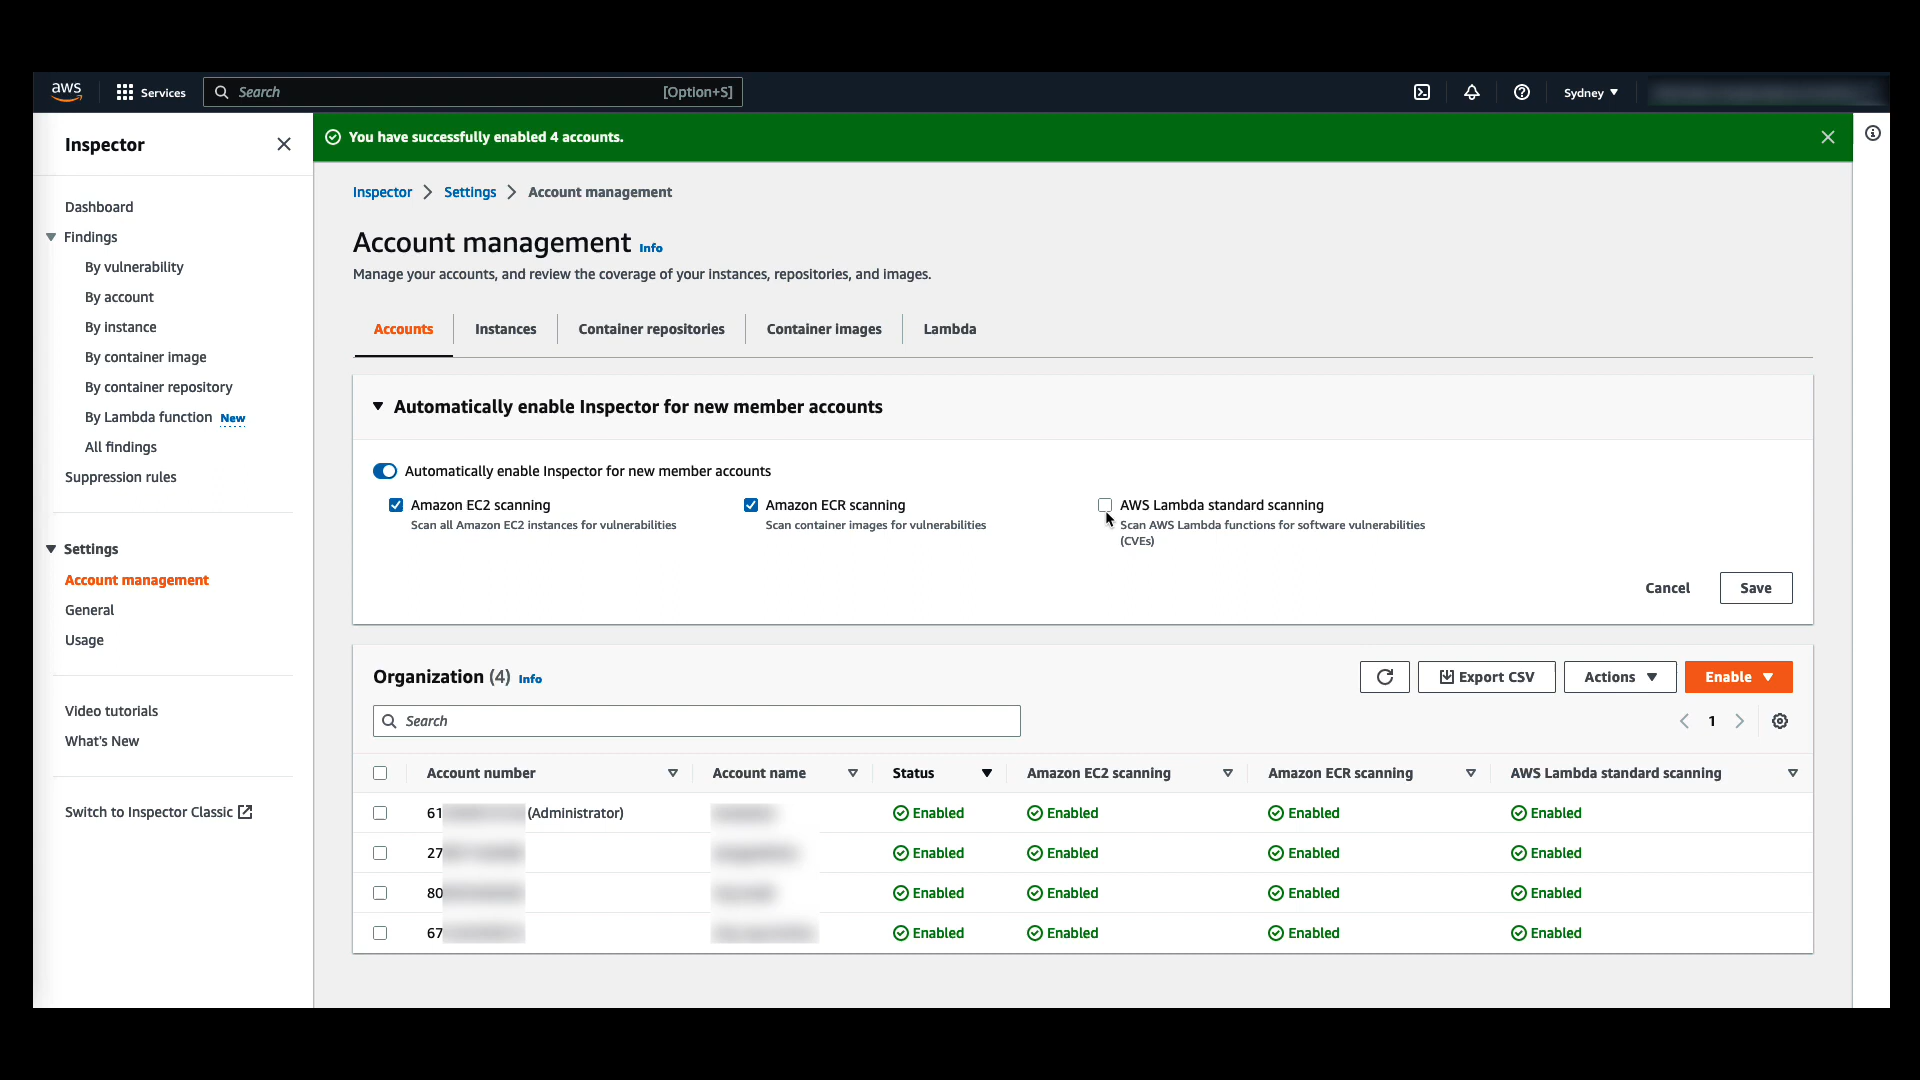 aws Services Search [Option+S] Sydney
Inspector
You have successfully enabled 4 accounts.
Dashboard
Findings
By vulnerability
By account
By instance
By container image
By container repository
By Lambda function New
All findings
Suppression rules
Settings
Account management
General
Usage
Video tutorials
What's New
Switch to Inspector Classic
Inspector Settings Account management
Account management Info
Manage your accounts, and review the coverage of your instances, repositories, and images.
Accounts Instances Container repositories Container images Lambda
Automatically enable Inspector for new member accounts
Automatically enable Inspector for new member accounts
Amazon EC2 scanning
Scan all Amazon EC2 instances for vulnerabilities
Amazon ECR scanning
Scan container images for vulnerabilities
AWS Lambda standard scanning
Scan AWS Lambda functions for software vulnerabilities
(CVEs)
Cancel Save
Organization (4) Info
Export CSV Actions Enable
Search
1
Account number Account name Status Amazon EC2 scanning Amazon ECR scanning AWS Lambda standard scanning
61 (Administrator) Enabled Enabled Enabled Enabled
27 Enabled Enabled Enabled Enabled
80 Enabled Enabled Enabled Enabled
67 Enabled Enabled Enabled Enabled